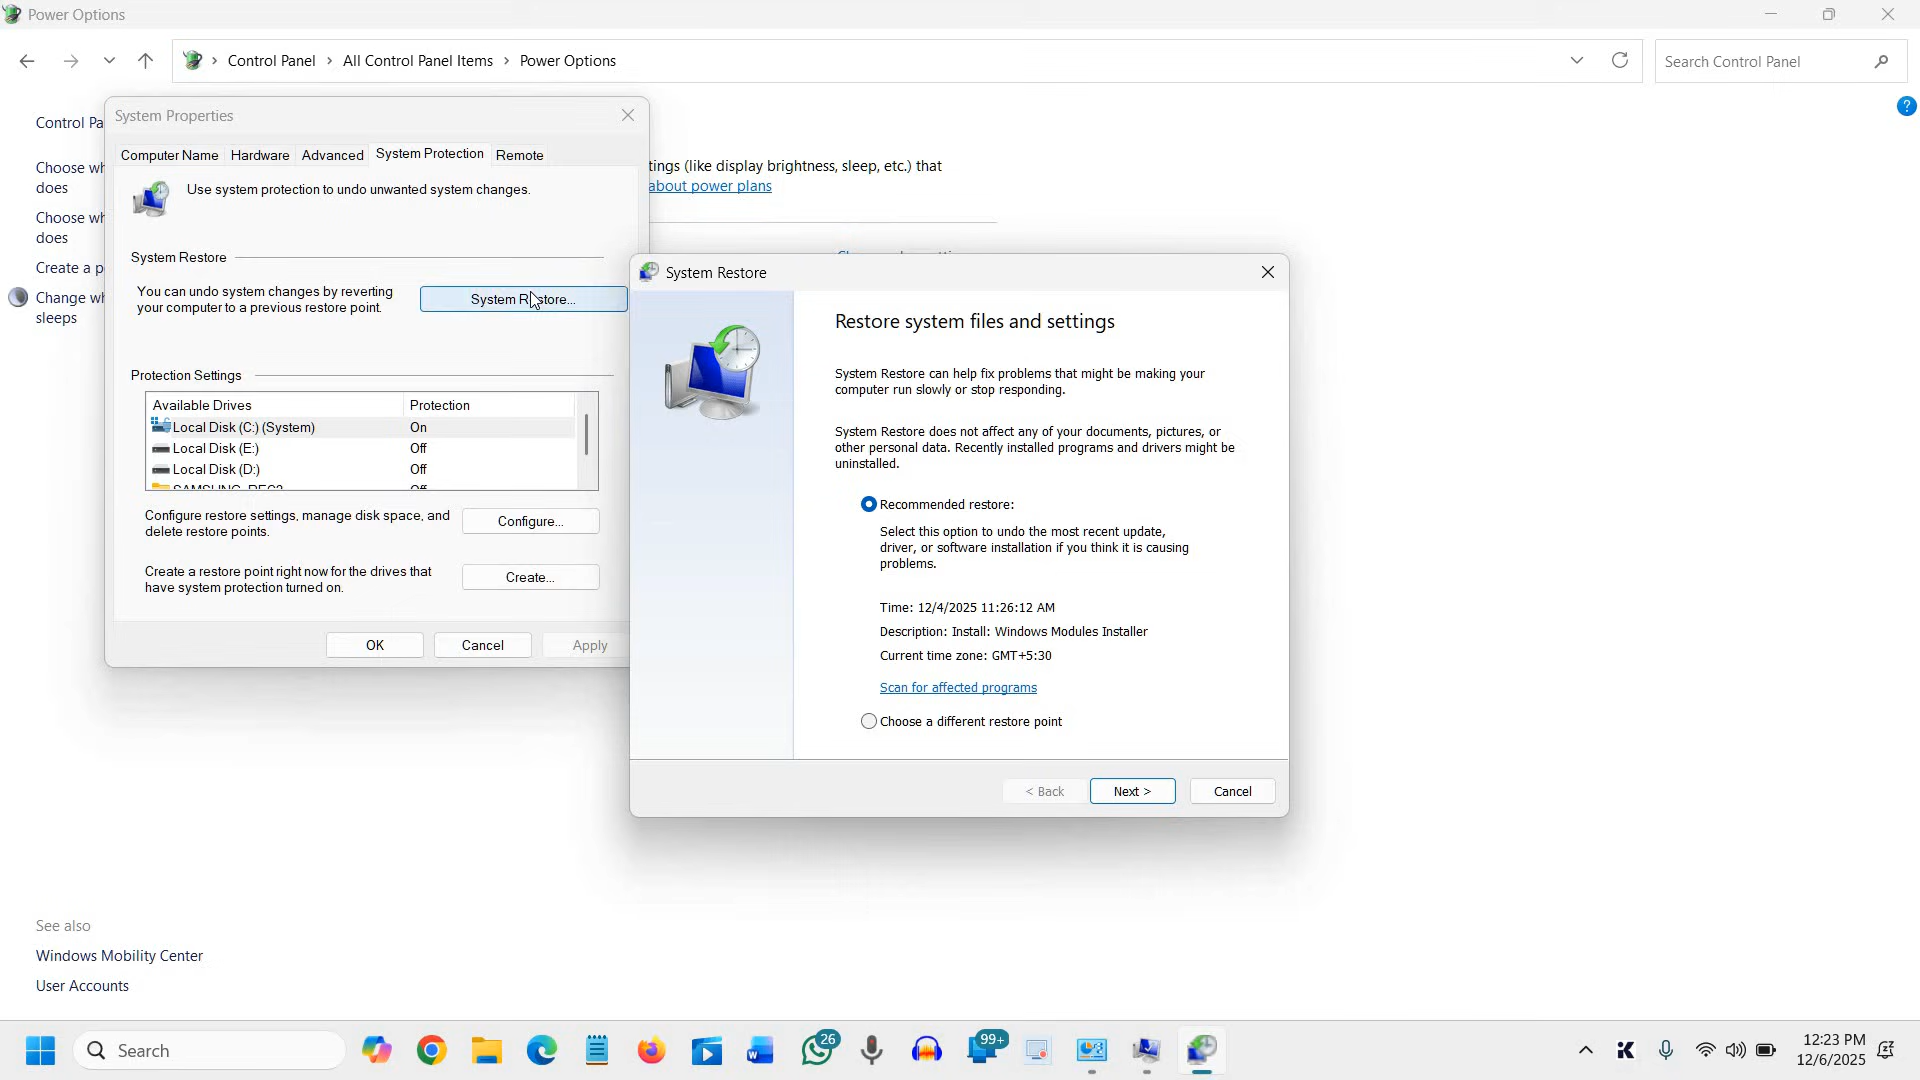 Power Options
Control Panel > All Control Panel Items > Power Options
Search Control Panel
Control Pa
Choose wh
does
Choose wh
does
Create a p
Change wh
sleeps
tings (like display brightness, sleep, etc.) that
about power plans
System Properties
Computer Name Hardware Advanced System Protection Remote
Use system protection to undo unwanted system changes.
System Restore
You can undo system changes by reverting
your computer to a previous restore point.
System Restore...
Protection Settings
Available Drives Protection
Local Disk (C:) (System) On
Local Disk (E:) Off
Local Disk (D:) Off
Configure restore settings, manage disk space, and
delete restore points.
Configure...
Create a restore point right now for the drives that
have system protection turned on.
Create...
OK Cancel Apply
System Restore
Restore system files and settings
System Restore can help fix problems that might be making your
computer run slowly or stop responding.
System Restore does not affect any of your documents, pictures, or
other personal data. Recently installed programs and drivers might be
uninstalled.
Recommended restore:
Select this option to undo the most recent update,
driver, or software installation if you think it is causing
problems.
Time: 12/4/2025 11:26:12 AM
Description: Install: Windows Modules Installer
Current time zone: GMT+5:30
Scan for affected programs
Choose a different restore point
< Back Next > Cancel
See also
Windows Mobility Center
User Accounts
Search
26
99+
12:23 PM
12/6/2025